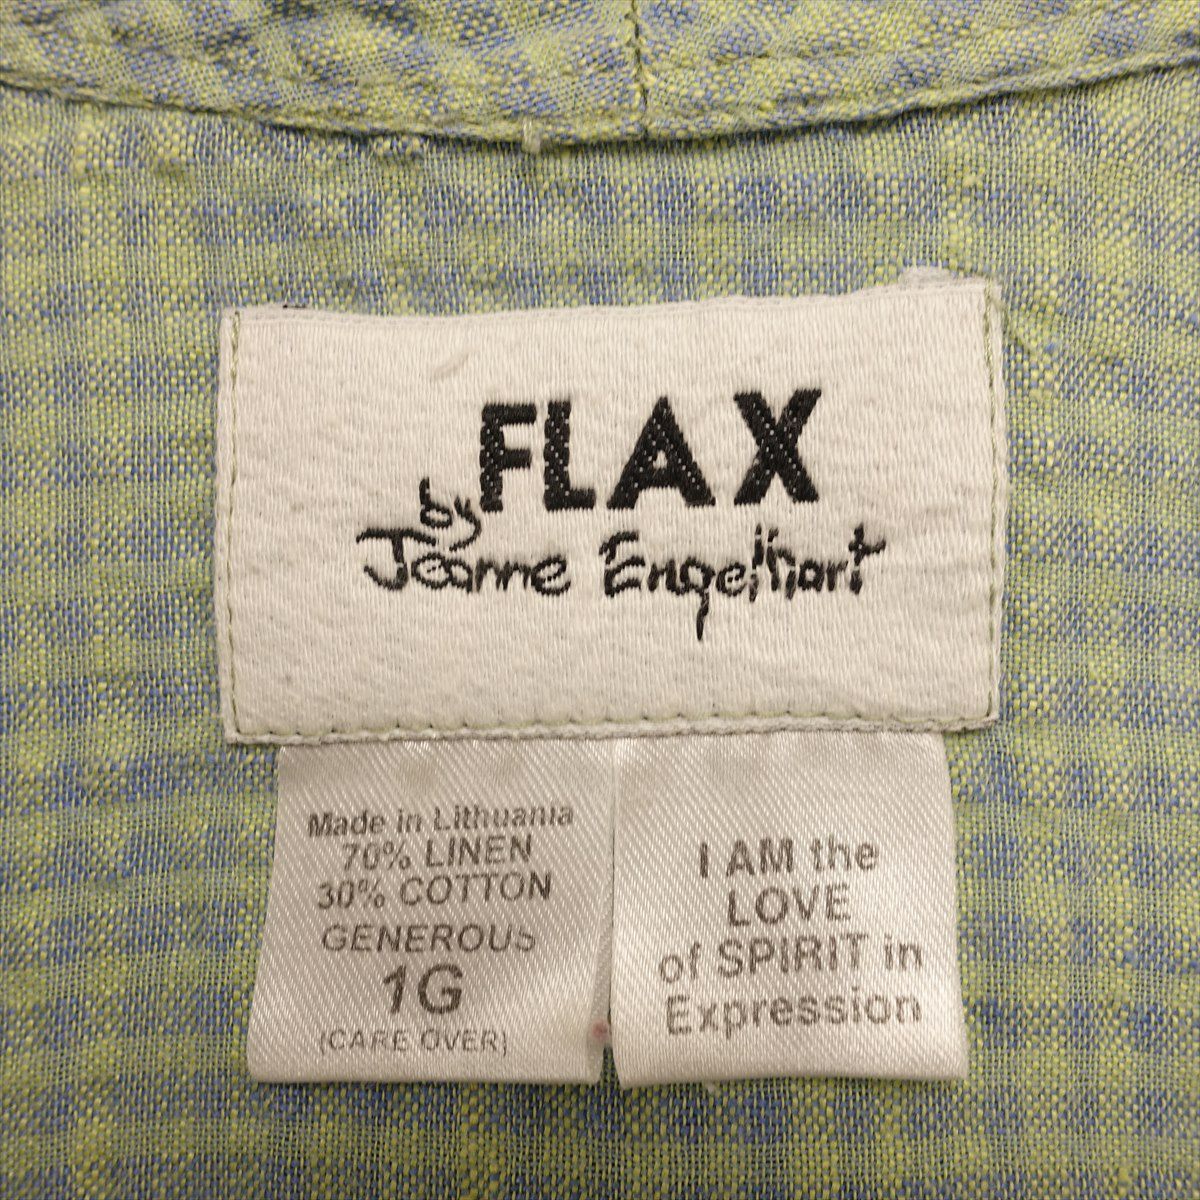 FLAX
by
Jeanne Engelhart
Made in Lithuania
70% LINEN
30% COTTON
GENEROUS
1G
(CARE OVER)
I AM the
LOVE
of SPIRIT in
Expression